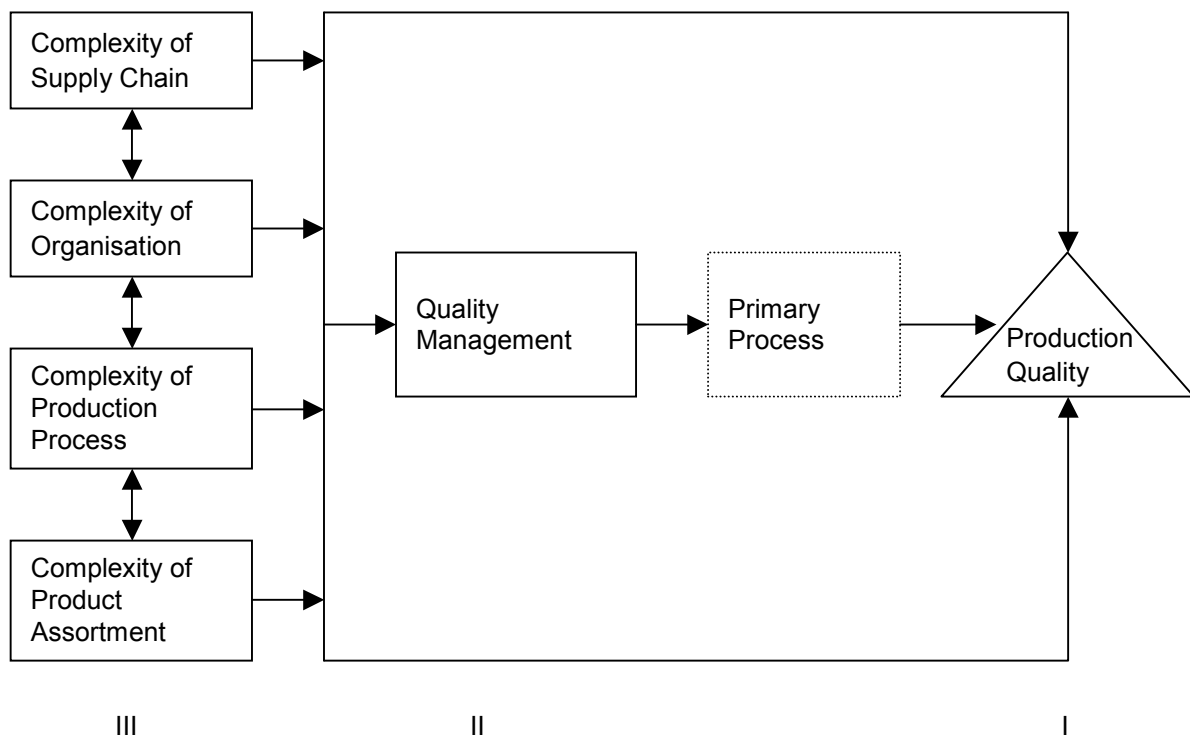 Complexity of
Supply Chain
Complexity of
Organisation
Complexity of
Production
Process
Complexity of
Product
Assortment
Quality
Management
Primary
Process
Production
Quality
III
II
I